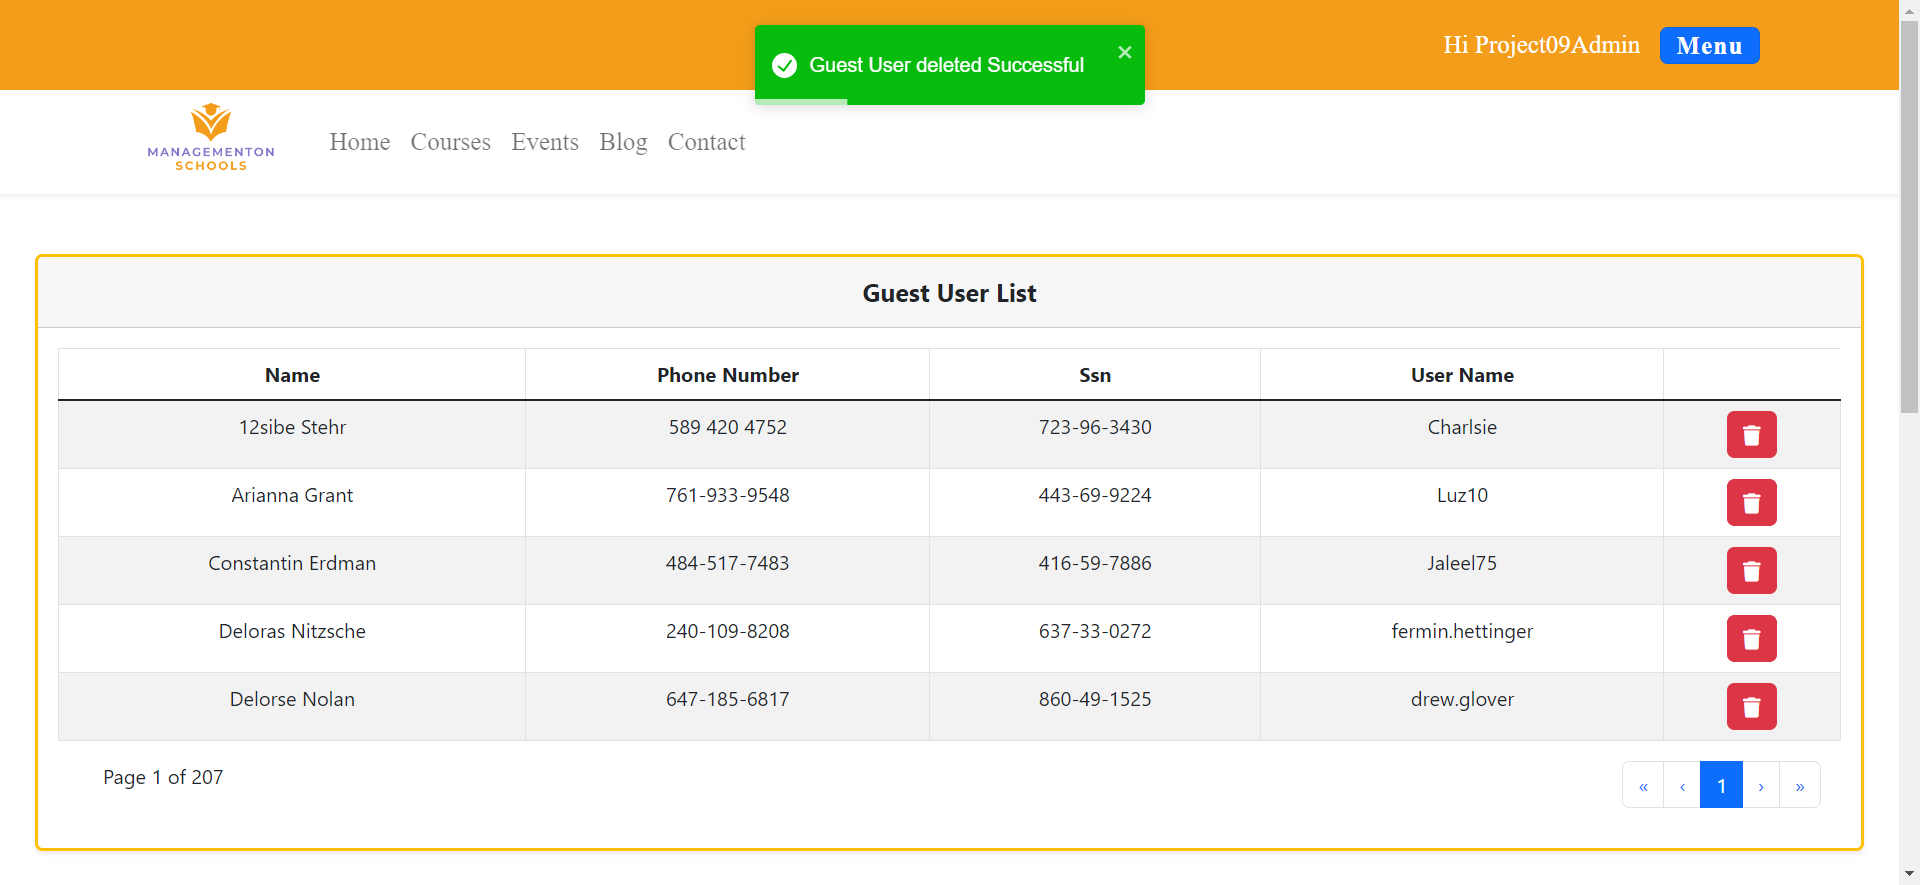 Guest User deleted Successful ×
Hi Project09Admin Menu
MANAGEMENTON
SCHOOLS
Home Courses Events Blog Contact
Guest User List
Name Phone Number Ssn User Name
12sibe Stehr 589 420 4752 723-96-3430 Charlsie
Arianna Grant 761-933-9548 443-69-9224 Luz10
Constantin Erdman 484-517-7483 416-59-7886 Jaleel75
Deloras Nitzsche 240-109-8208 637-33-0272 fermin.hettinger
Delorse Nolan 647-185-6817 860-49-1525 drew.glover
Page 1 of 207 « ‹ 1 › »